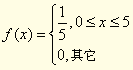 f(x) = { 1/5, 0 ≤ x ≤ 5
0, 其它